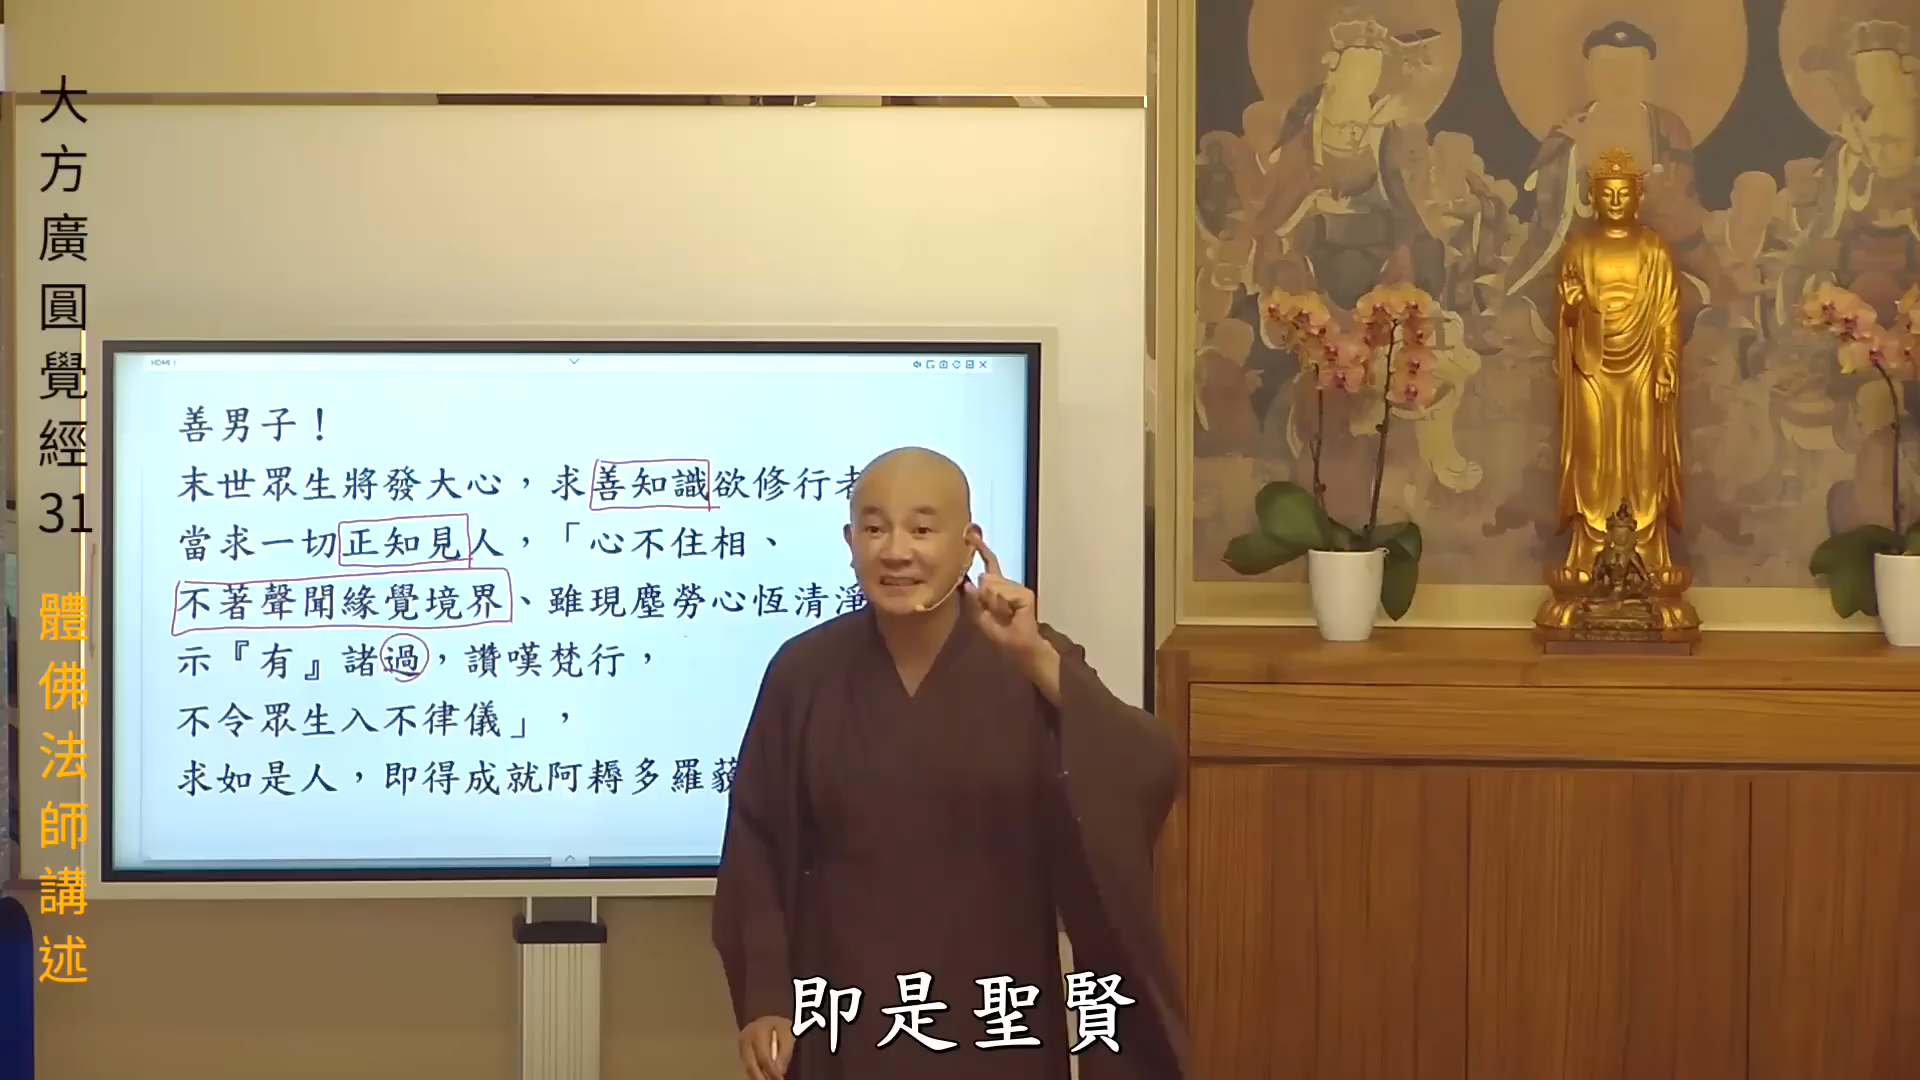 大方廣圓覺經31 體佛法師講述
HDMI 1
善男子！
末世眾生將發大心，求善知識欲修行者
當求一切正知見人，「心不住相、
不著聲聞緣覺境界、雖現塵勞心恆清淨
示『有』諸過，讚嘆梵行，
不令眾生入不律儀」，
求如是人，即得成就阿耨多羅藐
即是聖賢